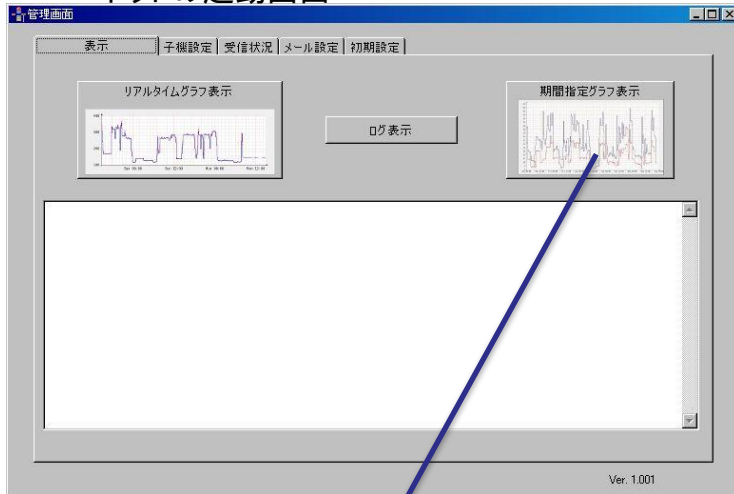 管理画面
表示
子機設定
受信状況
メール設定
初期設定
リアルタイムグラフ表示
ログ表示
期間指定グラフ表示
Ver. 1.001